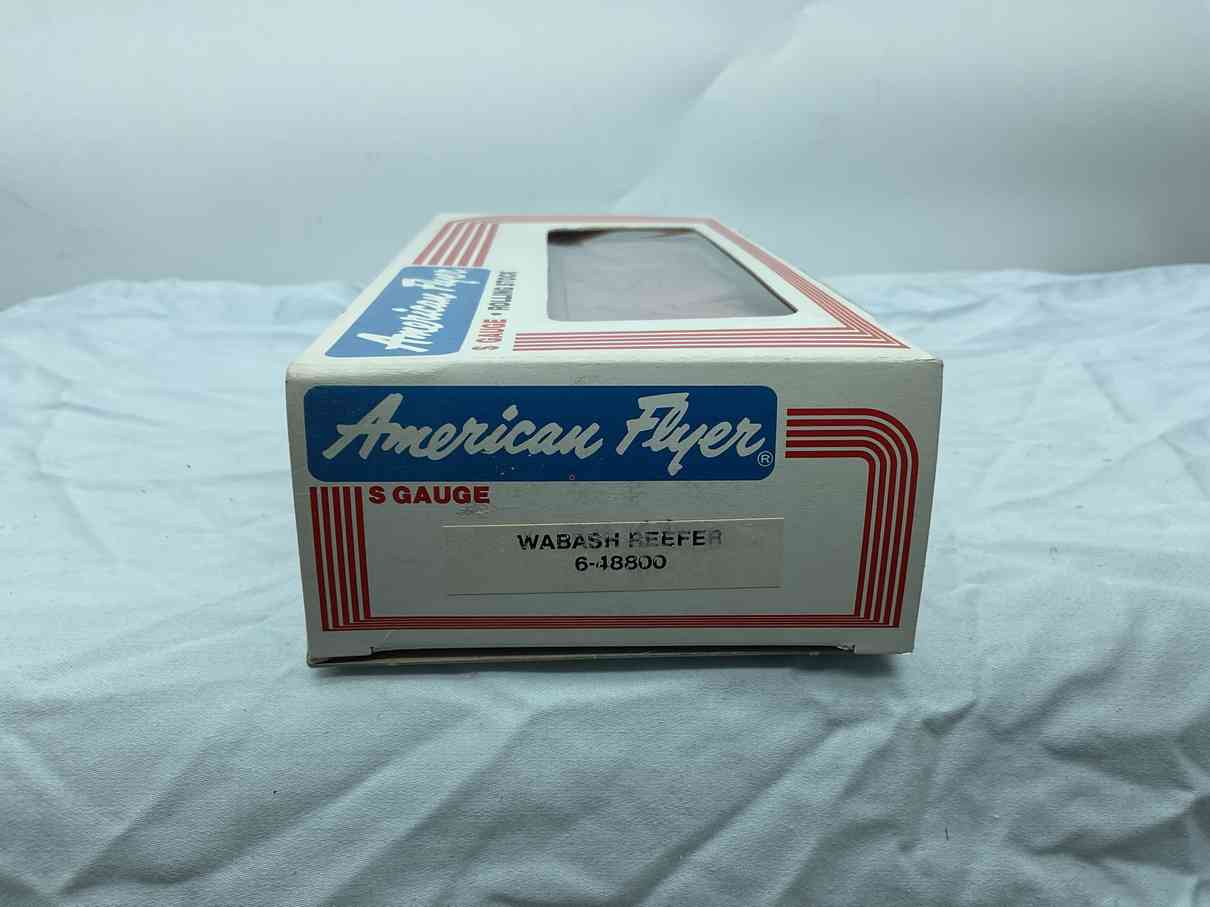 American Flyer
S GAUGE • ROLLING STOCK
American Flyer®
S GAUGE
WABASH REEFER
6-48800